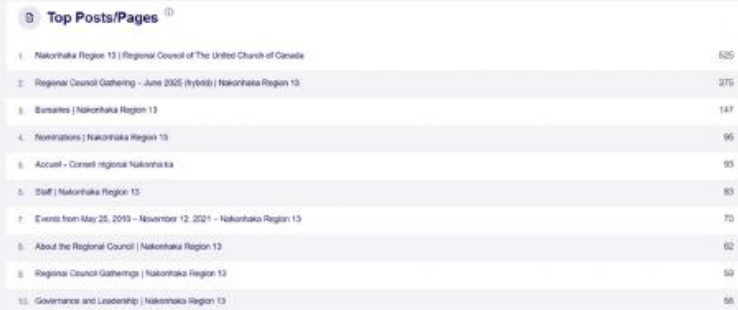 Top Posts/Pages
1. Nakonhaka Region 13 | Regional Council of The United Church of Canada 625
2. Regional Council Gathering - June 2025 (hybrid) | Nakonhaka Region 13 375
3. Bursaries | Nakonhaka Region 13 147
4. Nominations | Nakonhaka Region 13 96
5. Accueil - Conseil régional Nakonha:ka 93
6. Staff | Nakonhaka Region 13 83
7. Events from May 25, 2019 – November 12, 2021 – Nakonhaka Region 13 70
8. About the Regional Council | Nakonhaka Region 13 62
9. Regional Council Gatherings | Nakonhaka Region 13 59
10. Governance and Leadership | Nakonhaka Region 13